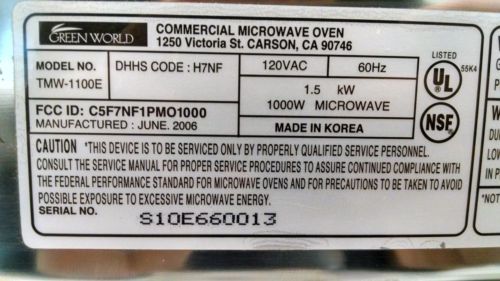 GREEN WORLD
COMMERCIAL MICROWAVE OVEN
1250 Victoria St. CARSON, CA 90746
MODEL NO.
TMW-1100E
DHHS CODE : H7NF
120VAC
60Hz
1.5 kW
1000W MICROWAVE
LISTED
55K4
UL
FCC ID: C5F7NF1PMO1000
MANUFACTURED : JUNE. 2006
MADE IN KOREA
NSF
CAUTION "THIS DEVICE IS TO BE SERVICED ONLY BY PROPERLY QUALIFIED SERVICE PERSONNEL.
CONSULT THE SERVICE MANUAL FOR PROPER SERVICE PROCEDURES TO ASSURE CONTINUED COMPLIANCE WITH
THE FEDERAL PERFORMANCE STANDARD FOR MICROWAVE OVENS AND FOR PRECAUTIONS TO BE TAKEN TO AVOID
POSSIBLE EXPOSURE TO EXCESSIVE MICROWAVE ENERGY.
SERIAL NO.
S10E660013